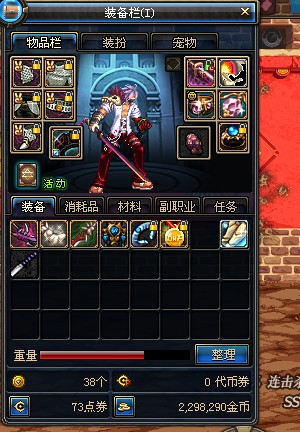 装备栏(I)
物品栏 装扮 宠物
活动
装备 消耗品 材料 副职业 任务
重量 整理
38个 0 代币券
73点券 2,298,290金币
连击
SS